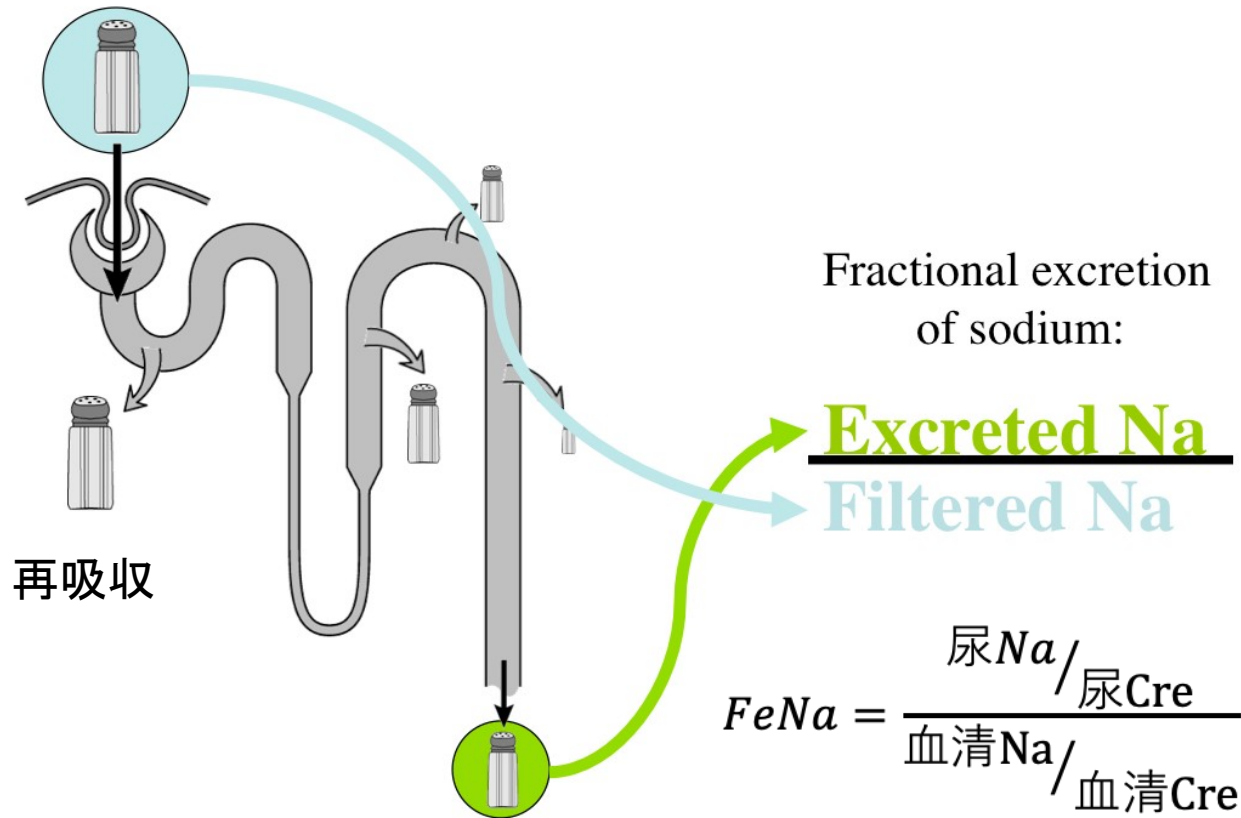 再吸収
Fractional excretion
of sodium:
Excreted Na
Filtered Na
FeNa = 尿Na/尿Cre
血清Na/血清Cre